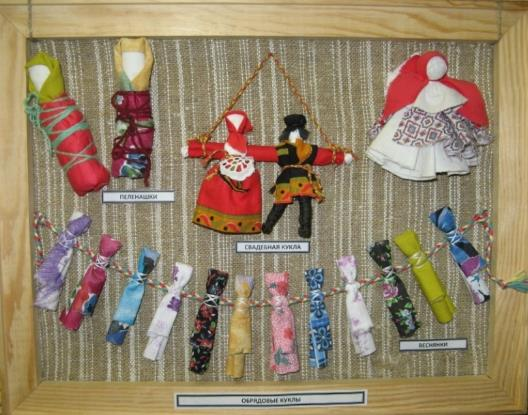 ПЕЛЕНАШКИ
СВАДЕБНАЯ КУКЛА
ВЕСНЯНКИ
ОБРЯДОВЫЕ КУКЛЫ